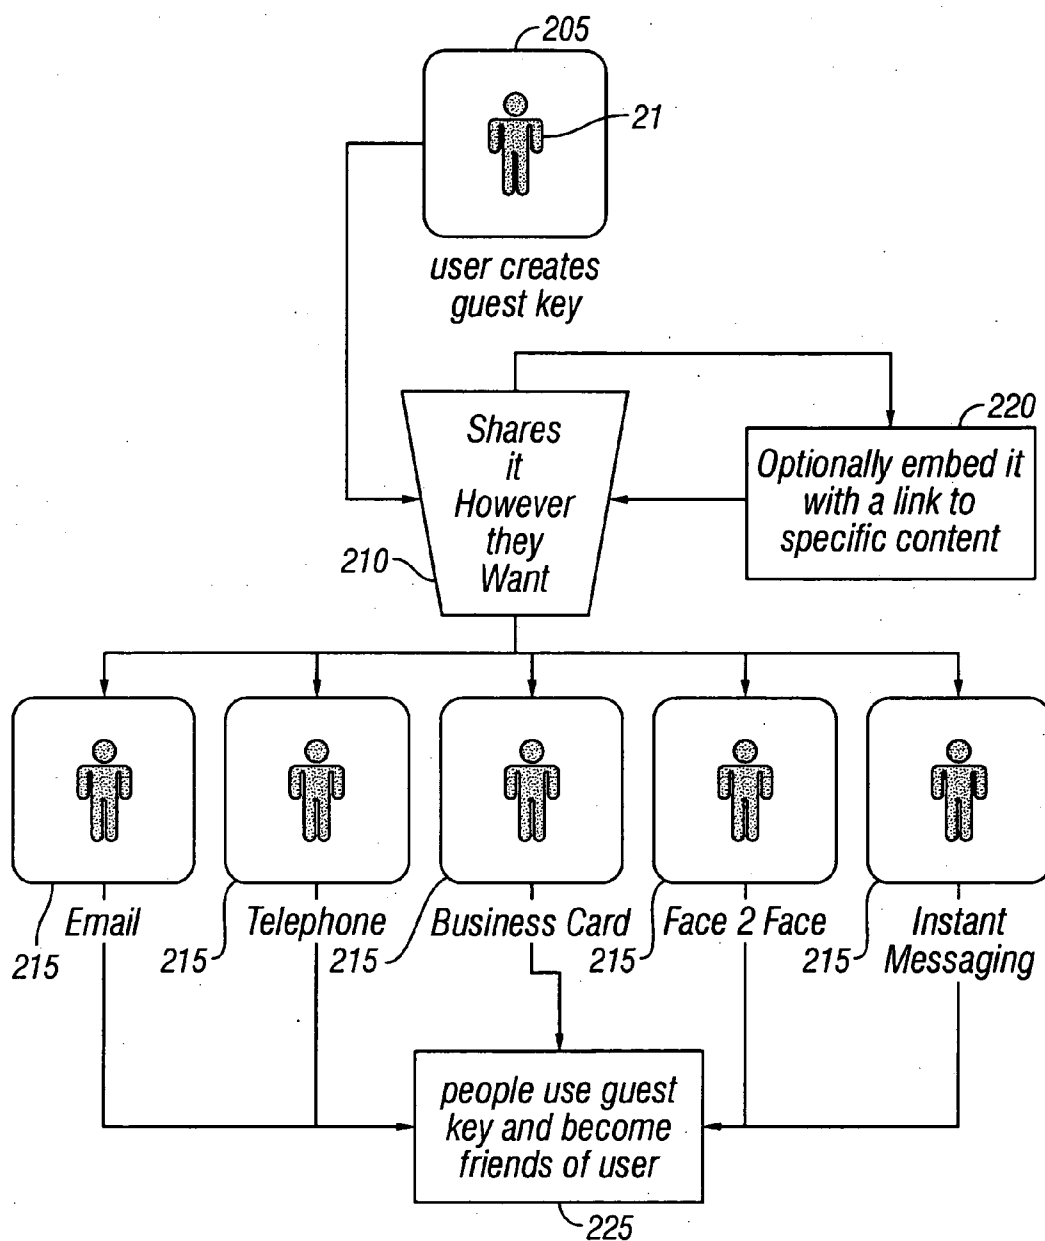 205
21
user creates
guest key
Shares
it
However
they
Want
210
220
Optionally embed it
with a link to
specific content
Email
Telephone
Business Card
Face 2 Face
Instant
Messaging
215
215
215
215
215
people use guest
key and become
friends of user
225